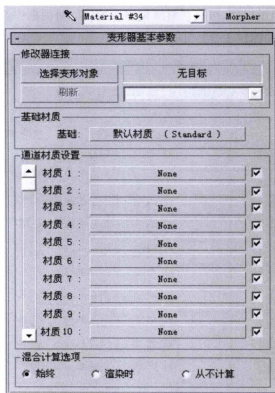 Material #34 Morpher
- 变形器基本参数
修改器连接
选择变形对象 无目标
刷新
基础材质
基础: 默认材质 (Standard)
通道材质设置
材质 1 : None
材质 2 : None
材质 3 : None
材质 4 : None
材质 5 : None
材质 6 : None
材质 7 : None
材质 8 : None
材质 9 : None
材质 10 : None
混合计算选项
始终 渲染时 从不计算